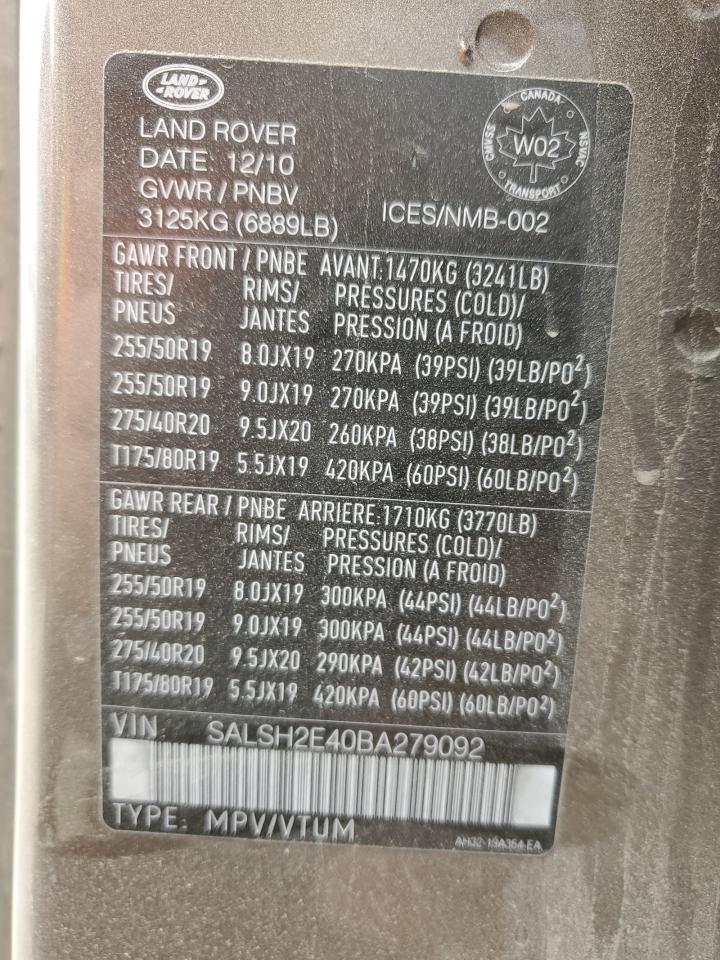 LAND-
-ROVER
LAND ROVER
DATE: 12/10
GVWR / PNBV
3125KG (6889LB)
ICES/NMB-002
CANADA
CMVSS
NSVAC
W02
TRANSPORT
GAWR FRONT / PNBE AVANT:1470KG (3241LB)
TIRES/ RIMS/ PRESSURES (COLD)/
PNEUS JANTES PRESSION (A FROID)
255/50R19 8.0JX19 270KPA (39PSI) (39LB/PO²)
255/50R19 9.0JX19 270KPA (39PSI) (39LB/PO²)
275/40R20 9.5JX20 260KPA (38PSI) (38LB/PO²)
T175/80R19 5.5JX19 420KPA (60PSI) (60LB/PO²)
GAWR REAR / PNBE ARRIERE:1710KG (3770LB)
TIRES/ RIMS/ PRESSURES (COLD)/
PNEUS JANTES PRESSION (A FROID)
255/50R19 8.0JX19 300KPA (44PSI) (44LB/PO²)
255/50R19 9.0JX19 300KPA (44PSI) (44LB/PO²)
275/40R20 9.5JX20 290KPA (42PSI) (42LB/PO²)
T175/80R19 5.5JX19 420KPA (60PSI) (60LB/PO²)
VIN: SALSH2E40BA279092
TYPE: MPV/VTUM
AH32-19A354-EA